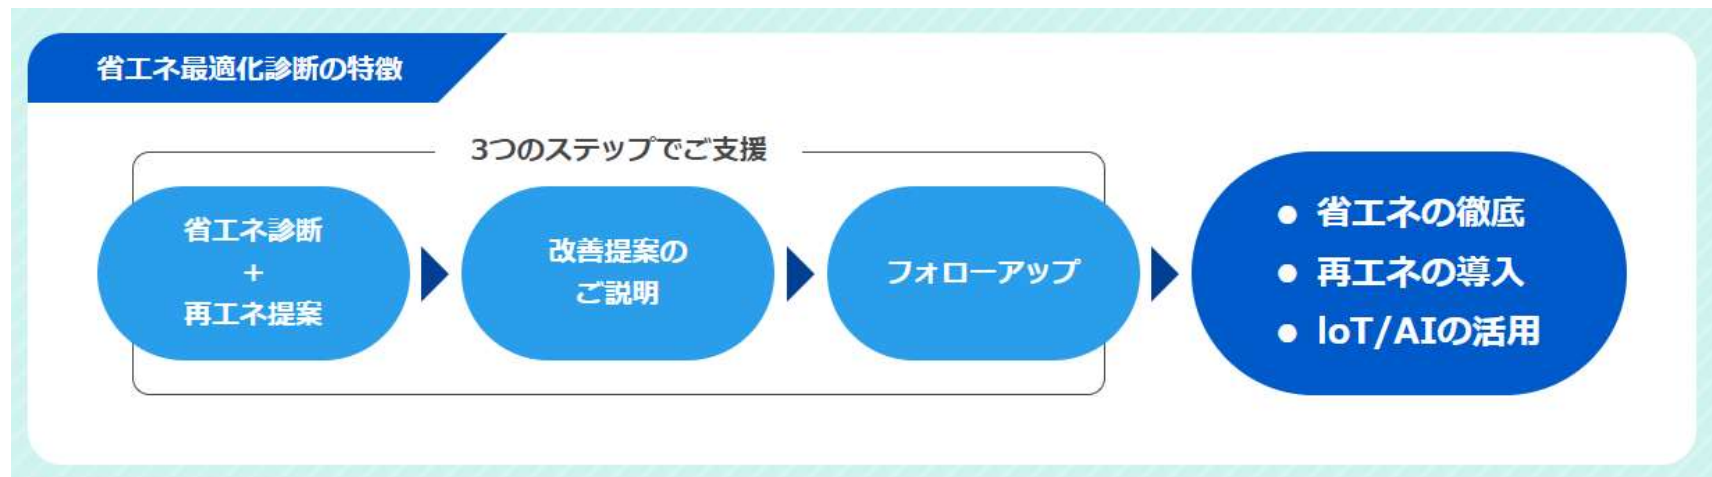 省エネ最適化診断の特徴
3つのステップでご支援
省エネ診断
+
再エネ提案
改善提案の
ご説明
フォローアップ
● 省エネの徹底
● 再エネの導入
● IoT/AIの活用